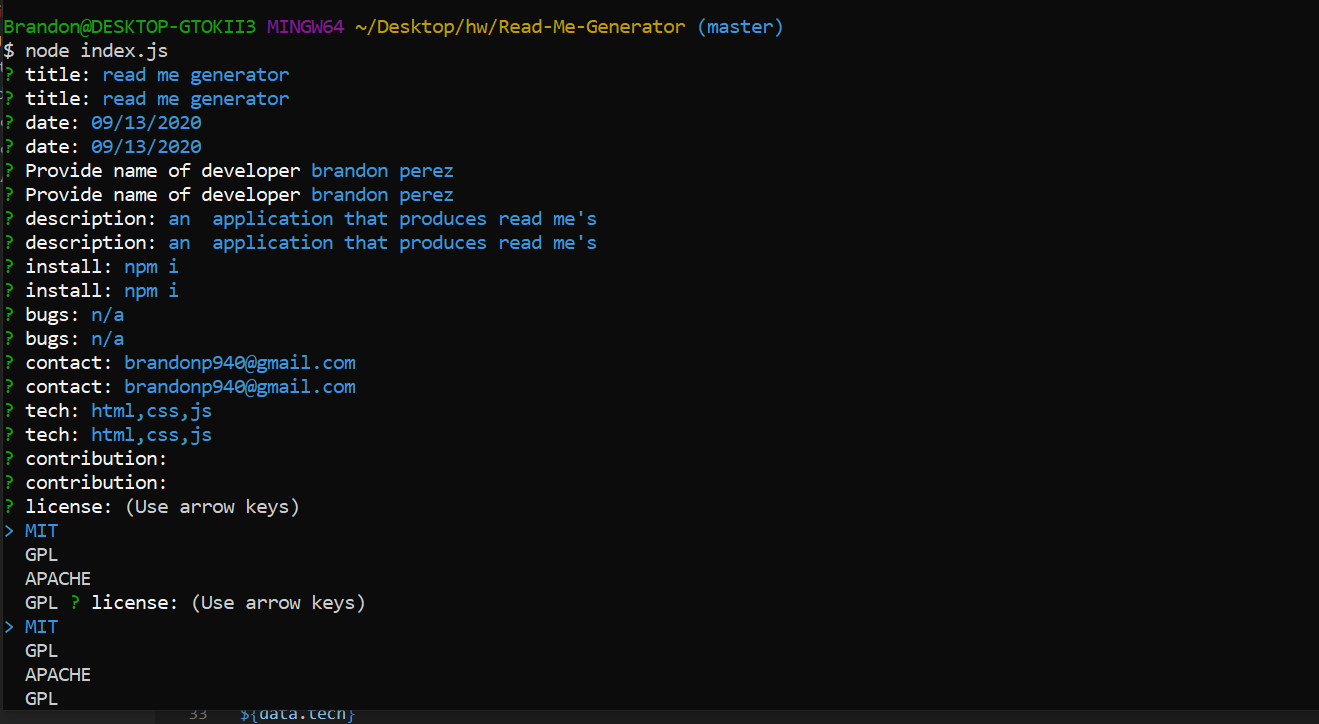 Brandon@DESKTOP-GTOKII3 MINGW64 ~/Desktop/hw/Read-Me-Generator (master)
$ node index.js
? title: read me generator
? title: read me generator
? date: 09/13/2020
? date: 09/13/2020
? Provide name of developer brandon perez
? Provide name of developer brandon perez
? description: an  application that produces read me's
? description: an  application that produces read me's
? install: npm i
? install: npm i
? bugs: n/a
? bugs: n/a
? contact: brandonp940@gmail.com
? contact: brandonp940@gmail.com
? tech: html,css,js
? tech: html,css,js
? contribution:
? contribution:
? license: (Use arrow keys)
> MIT
  GPL
  APACHE
  GPL ? license: (Use arrow keys)
> MIT
  GPL
  APACHE
  GPL
33 ${data.tech}